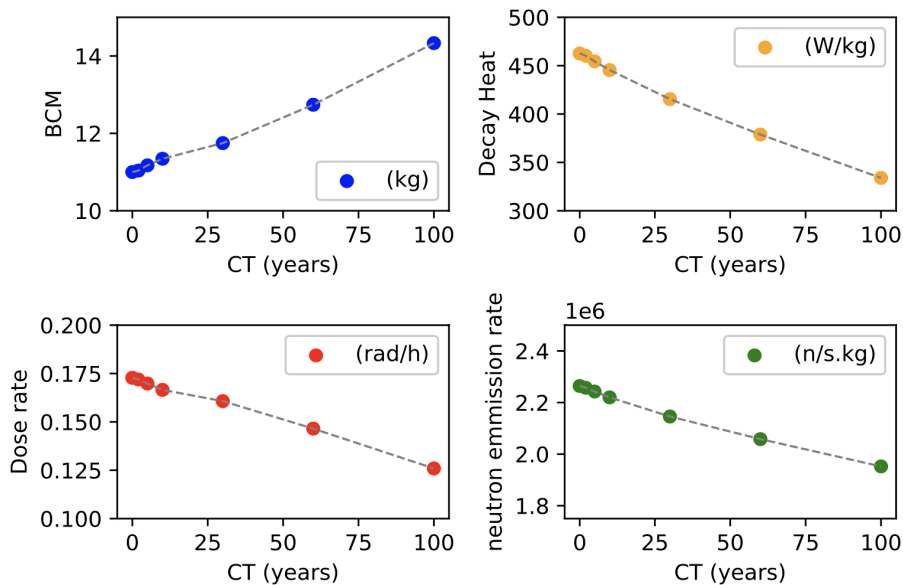 BCM
14
12
10
(kg)
0 25 50 75 100
CT (years)
Decay Heat
500
450
400
350
300
(W/kg)
0 25 50 75 100
CT (years)
Dose rate
0.200
0.175
0.150
0.125
0.100
(rad/h)
0 25 50 75 100
CT (years)
neutron emmission rate
1e6
2.4
2.2
2.0
1.8
(n/s.kg)
0 25 50 75 100
CT (years)